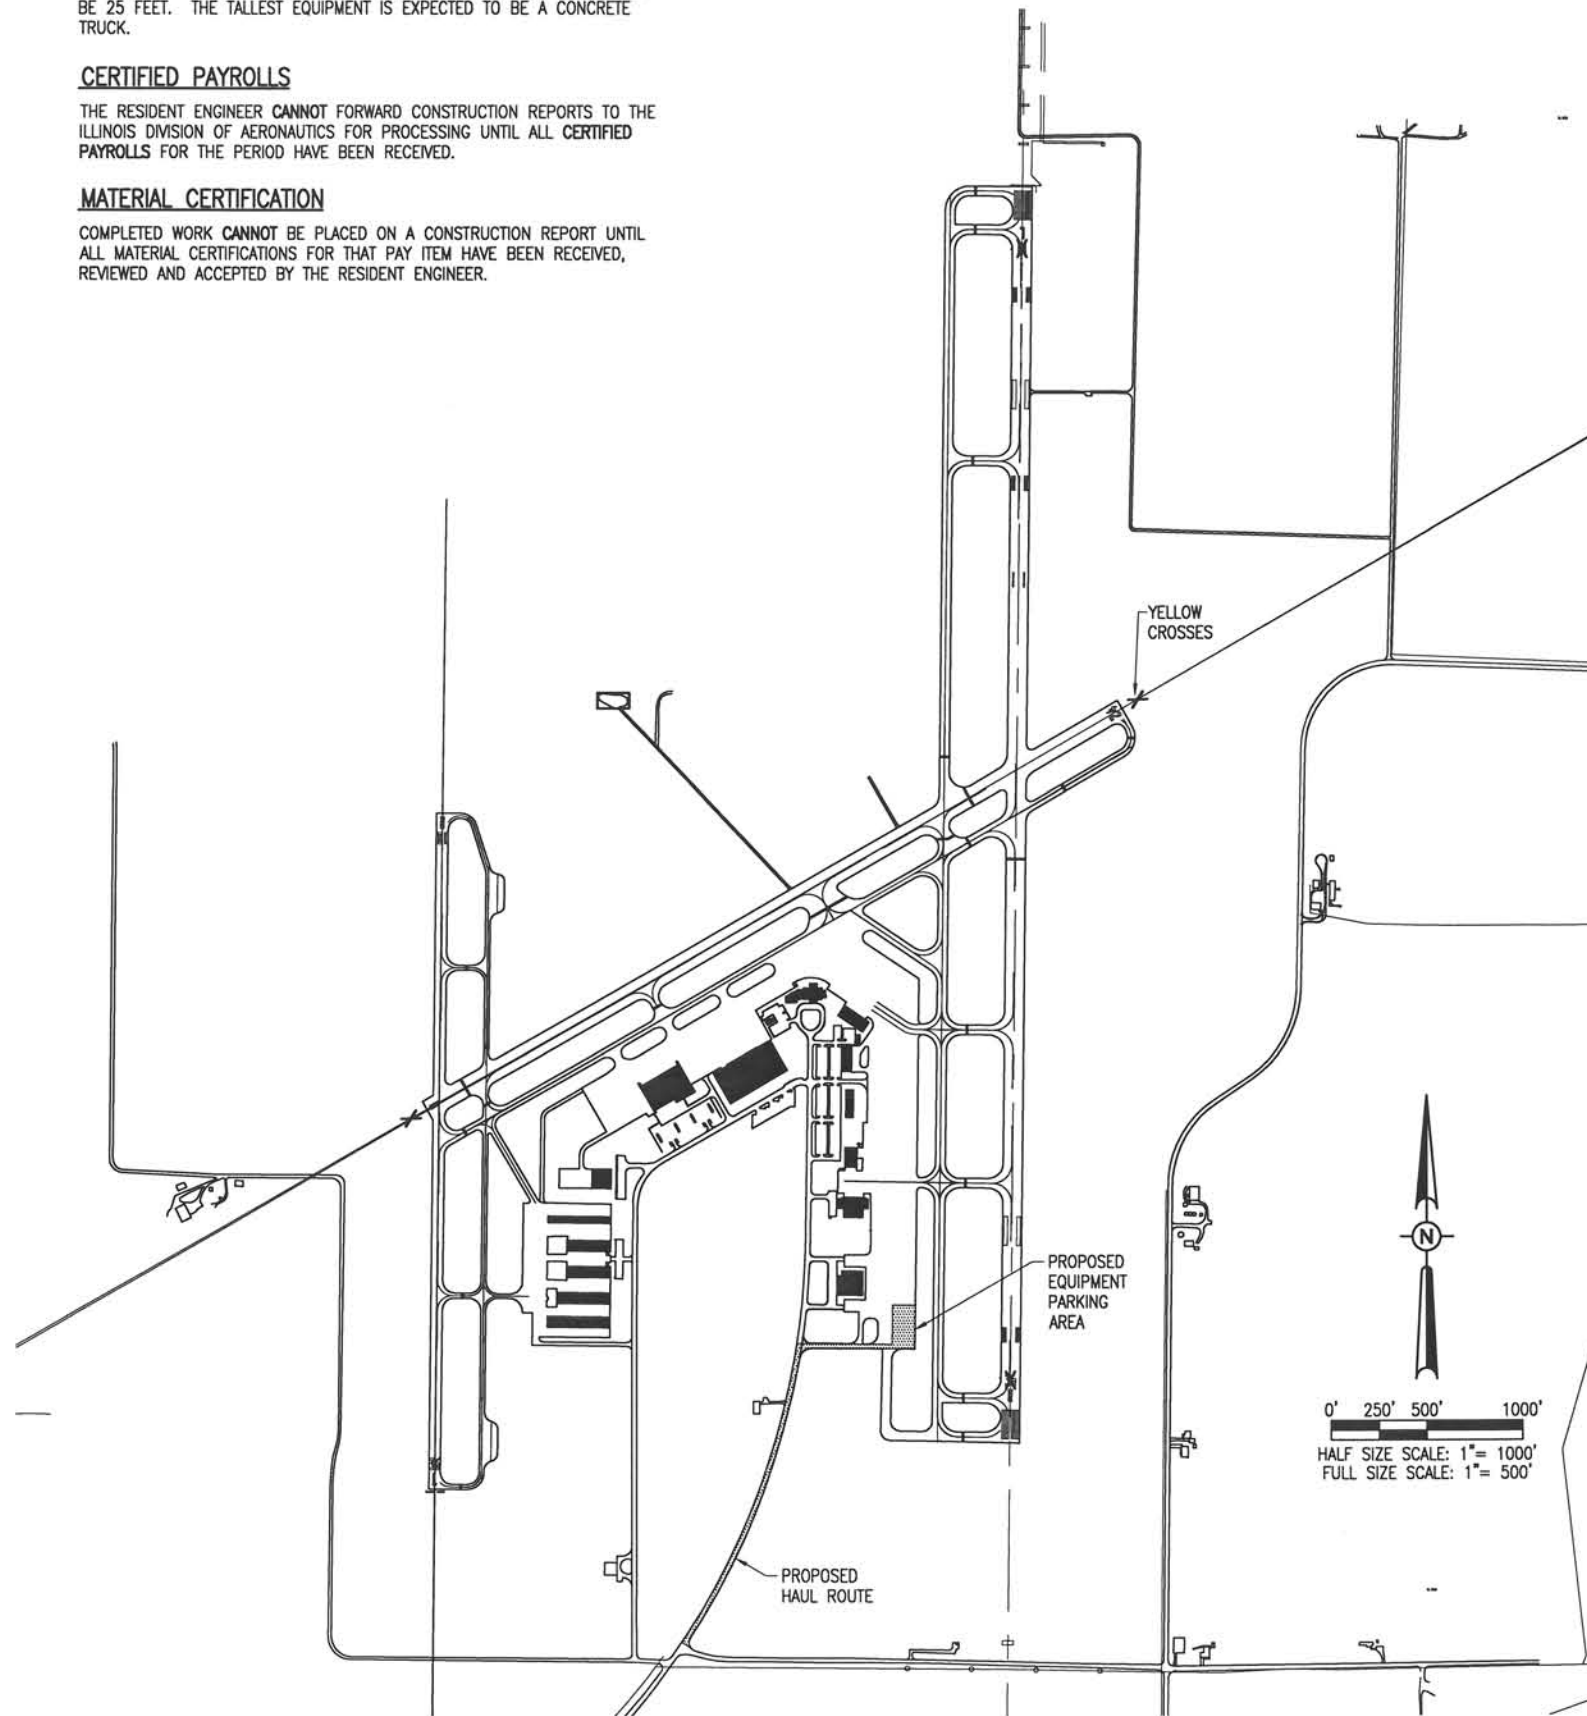 BE 25 FEET. THE TALLEST EQUIPMENT IS EXPECTED TO BE A CONCRETE
TRUCK.
CERTIFIED PAYROLLS
THE RESIDENT ENGINEER CANNOT FORWARD CONSTRUCTION REPORTS TO THE
ILLINOIS DIVISION OF AERONAUTICS FOR PROCESSING UNTIL ALL CERTIFIED
PAYROLLS FOR THE PERIOD HAVE BEEN RECEIVED.
MATERIAL CERTIFICATION
COMPLETED WORK CANNOT BE PLACED ON A CONSTRUCTION REPORT UNTIL
ALL MATERIAL CERTIFICATIONS FOR THAT PAY ITEM HAVE BEEN RECEIVED,
REVIEWED AND ACCEPTED BY THE RESIDENT ENGINEER.
YELLOW
CROSSES
N
PROPOSED
EQUIPMENT
PARKING
AREA
0' 250' 500' 1000'
HALF SIZE SCALE: 1"= 1000'
FULL SIZE SCALE: 1"= 500'
PROPOSED
HAUL ROUTE